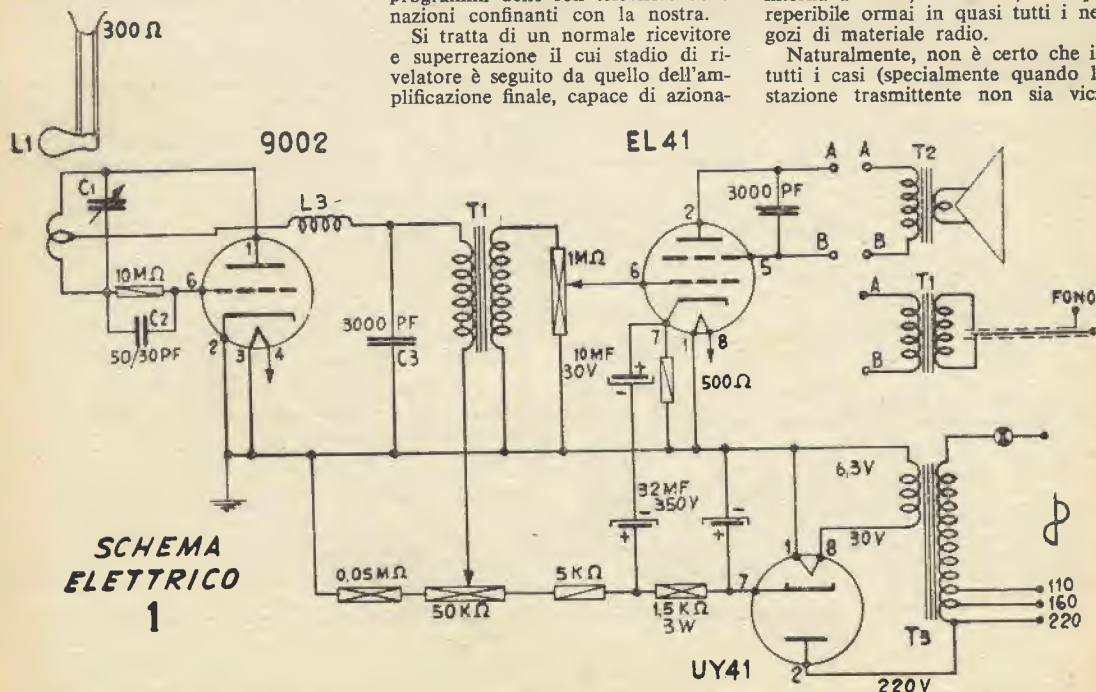 nazioni confinanti con la nostra.
Si tratta di un normale ricevitore
e superreazione il cui stadio di ri-
velatore è seguito da quello dell'am-
plificazione finale, capace di aziona-
reperibile ormai in quasi tutti i ne-
gozi di materiale radio.
Naturalmente, non è certo che i
tutti i casi (specialmente quando l
stazione trasmittente non sia vici
300 Ω
L1
9002
EL41
C1
L3
T1
3000 PF
A A
T2
2
1
10MΩ
6
1MΩ
6
5
B B
C2
50/30PF
2
3
4
3000 PF
C3
10MF
30V
7
1
8
500Ω
A
T1
FONO
B
32MF
350V
6,3V
30V
SCHEMA
ELETTRICO
1
0,05MΩ
50KΩ
5KΩ
1,5KΩ
3W
7
1
8
110
160
220
T3
2
UY41
220V